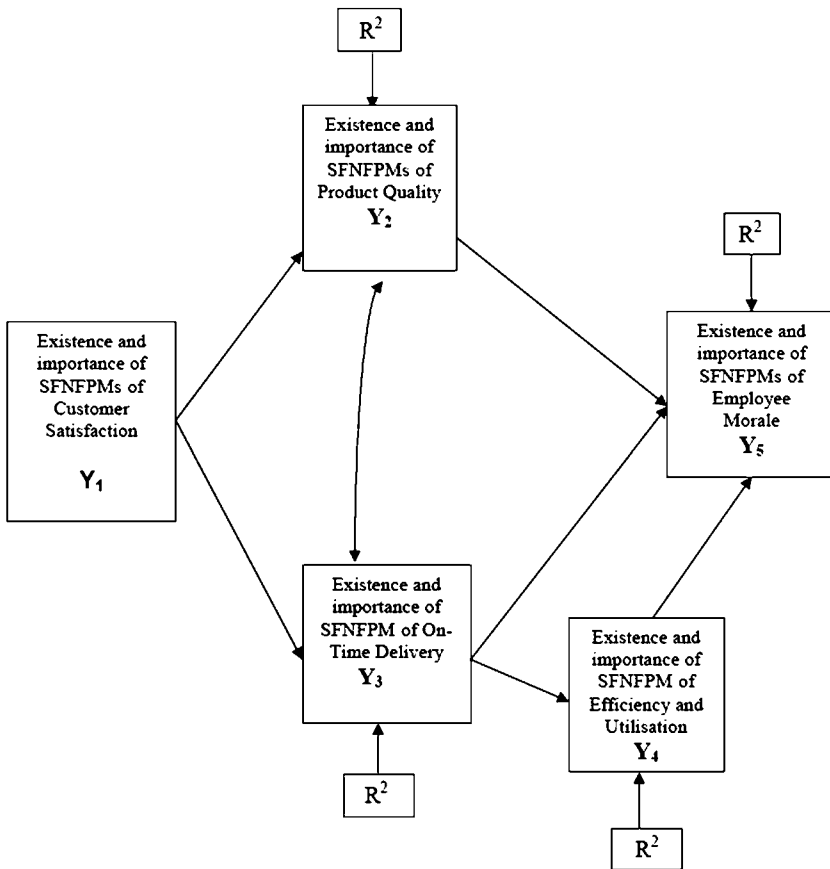 R²
Existence and
importance of
SFNFPMs of
Product Quality
Y₂
R²
Existence and
importance of
SFNFPMs of
Employee
Morale
Y₅
Existence and
importance of
SFNFPMs of
Customer
Satisfaction
Y₁
Existence and
importance of
SFNFPM of On-
Time Delivery
Y₃
Existence and
importance of
SFNFPM of
Efficiency and
Utilisation
Y₄
R²
R²